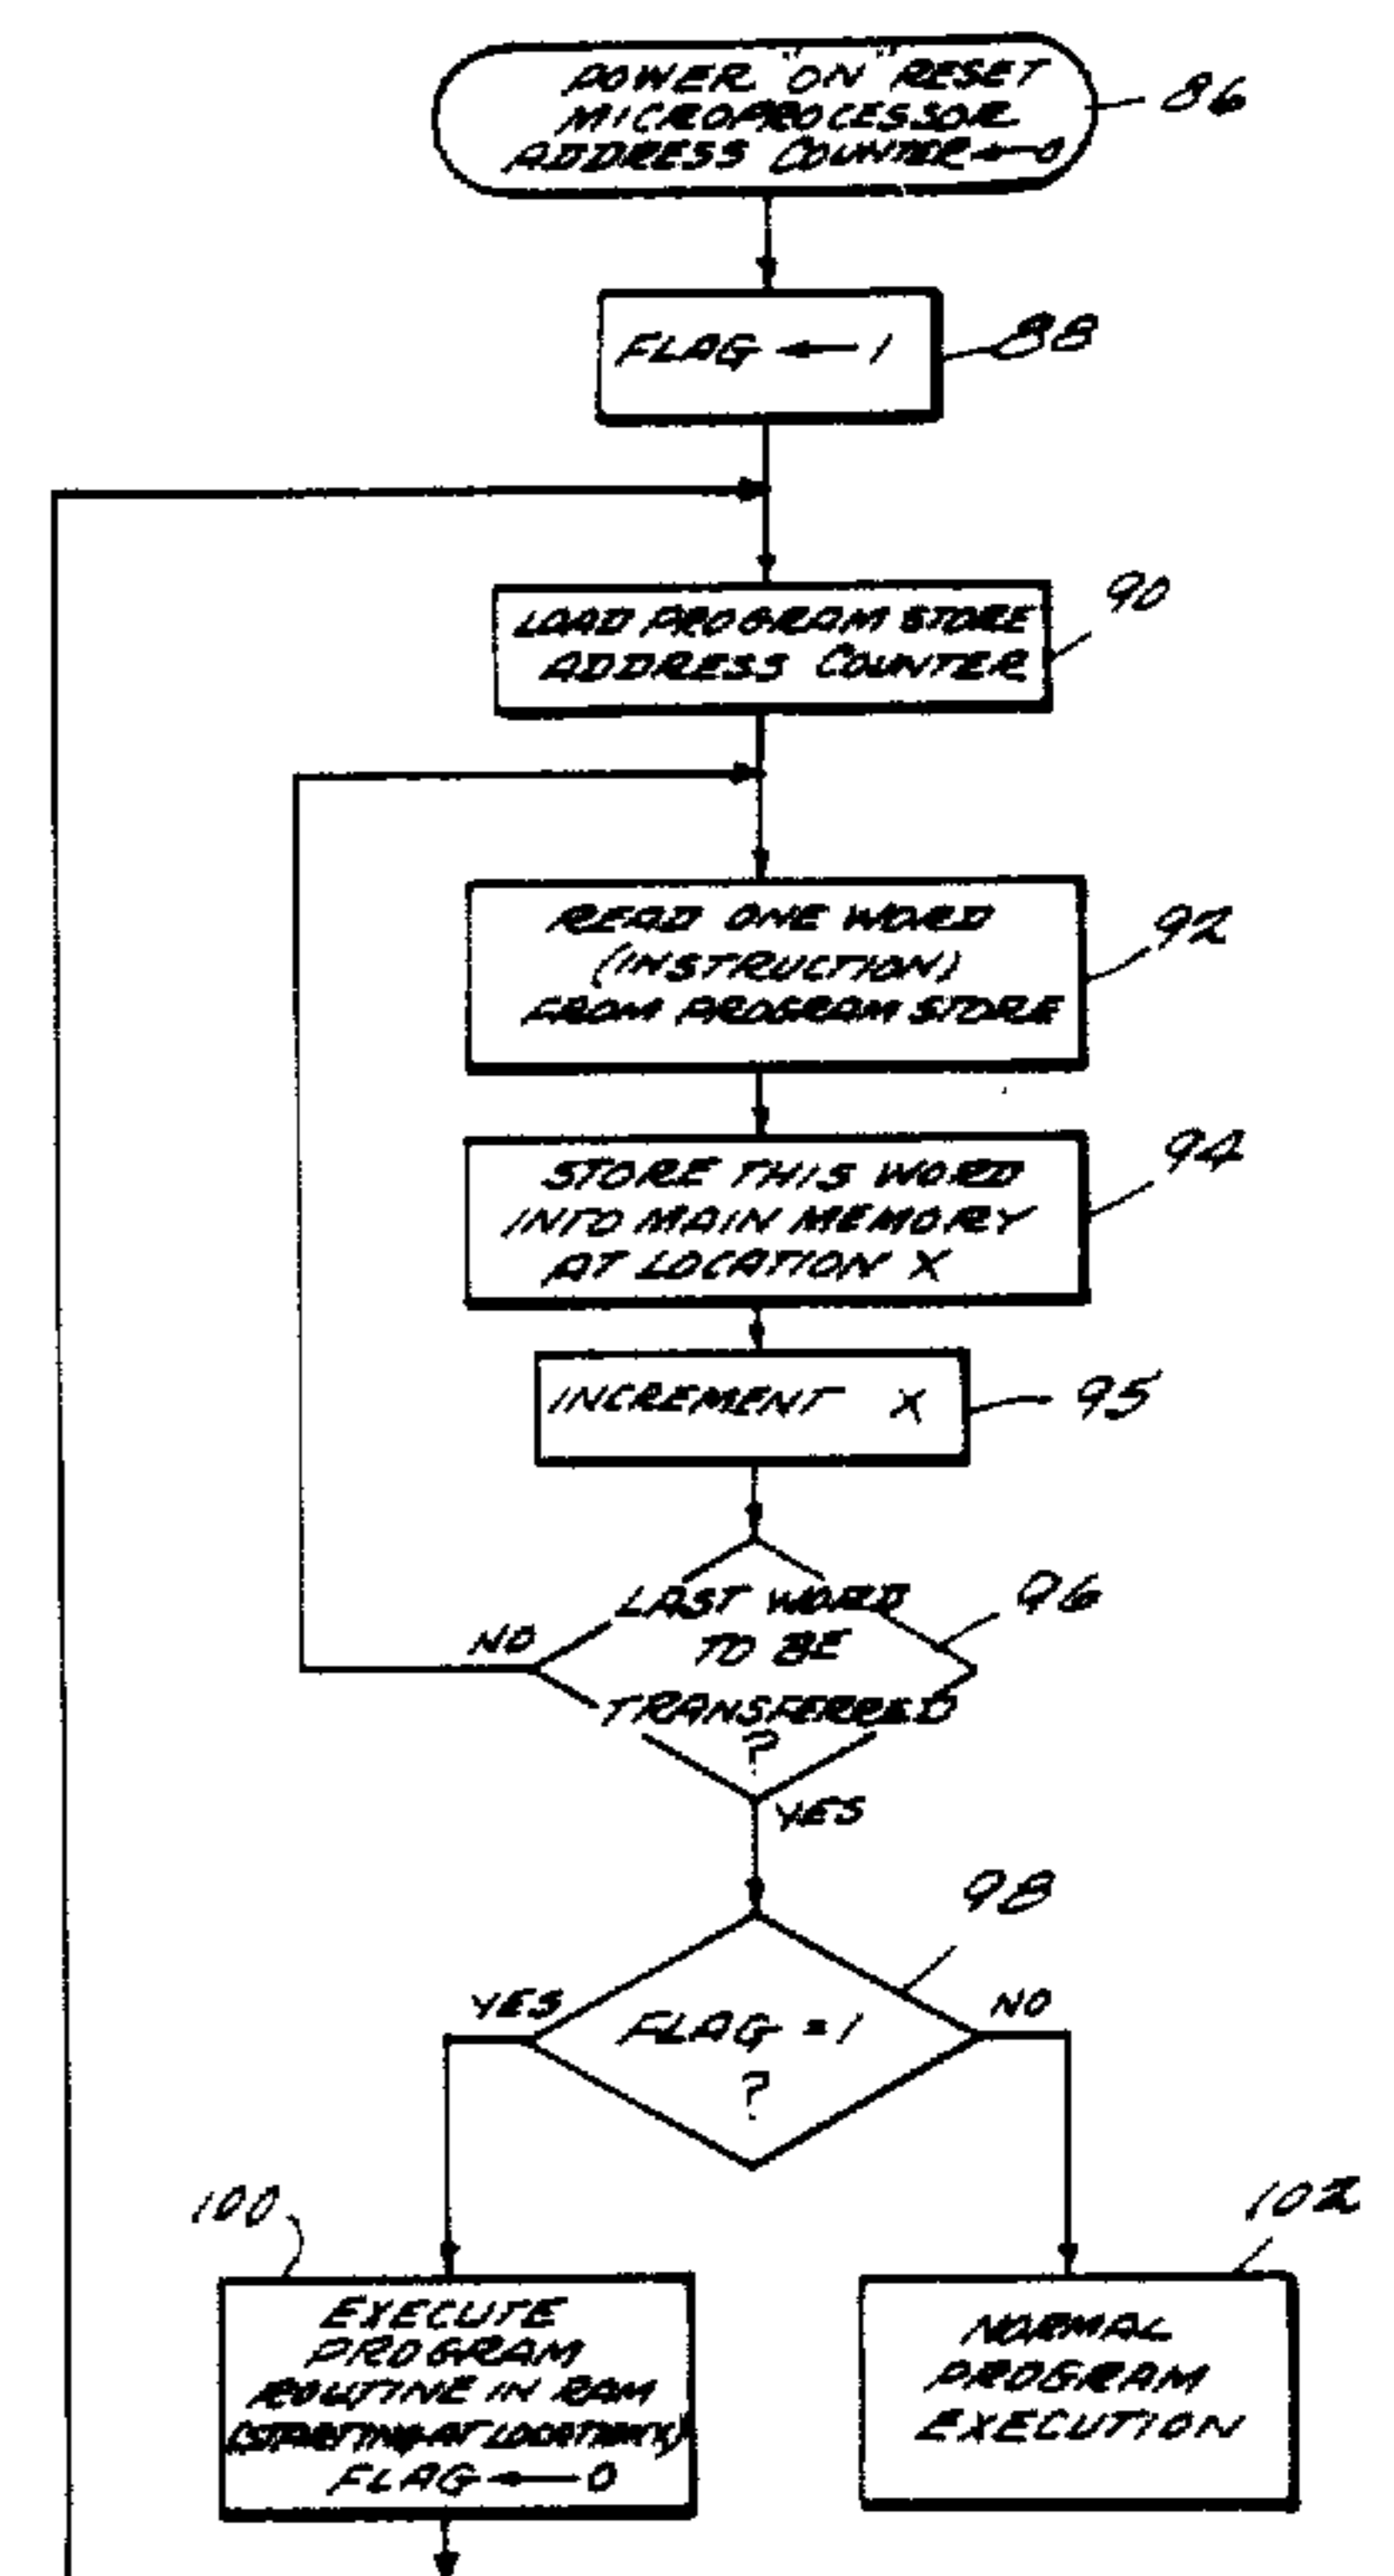 POWER "ON" RESET
MICROPROCESSOR
ADDRESS COUNTER ← 0
86
FLAG ← 1
88
LOAD PROGRAM STORE
ADDRESS COUNTER
90
READ ONE WORD
(INSTRUCTION)
FROM PROGRAM STORE
92
STORE THIS WORD
INTO MAIN MEMORY
AT LOCATION X
94
INCREMENT X
95
LAST WORD
TO BE
TRANSFERRED
?
96
NO
YES
98
FLAG = 1
?
YES
NO
100
EXECUTE
PROGRAM
ROUTINE IN RAM
(STARTING AT LOCATION
FLAG ← 0
102
NORMAL
PROGRAM
EXECUTION